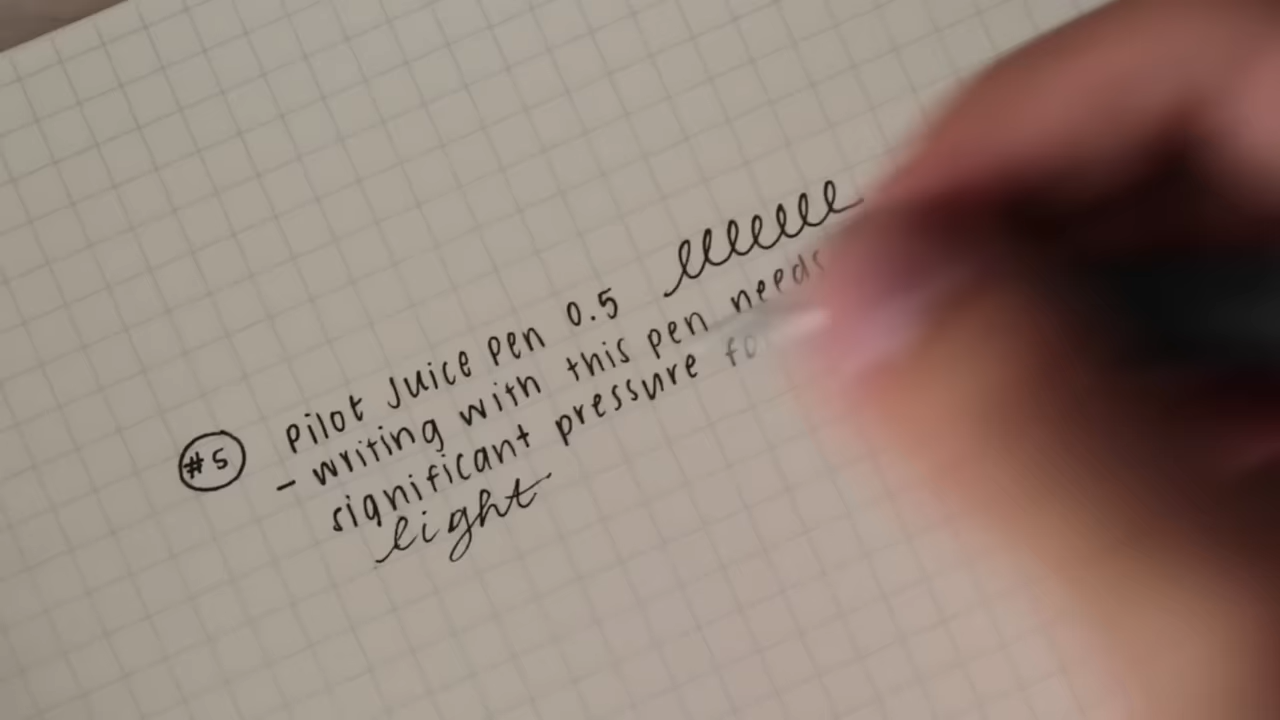 #5 Pilot Juice Pen 0.5
- writing with this pen needs
significant pressure
light